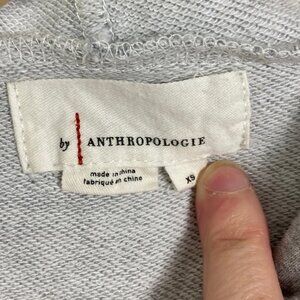 by ANTHROPOLOGIE
made in china
fabriqué en chine
XS